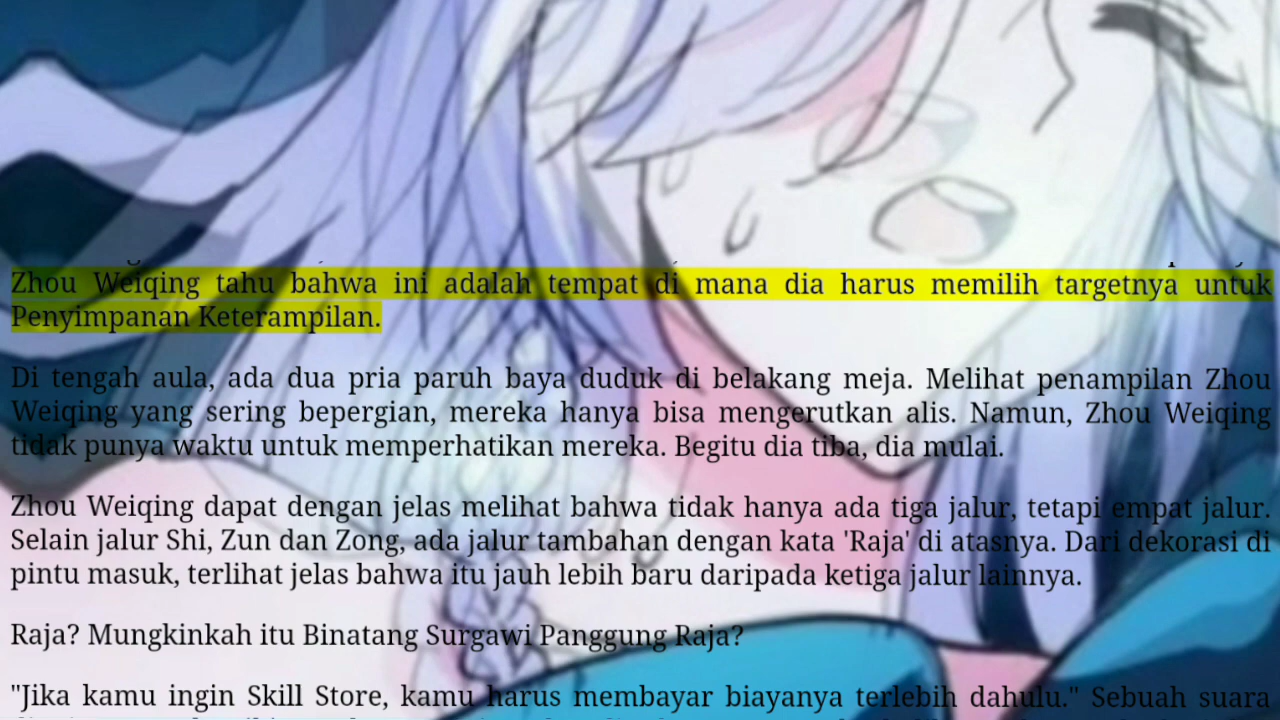 Zhou Weiqing tahu bahwa ini adalah tempat di mana dia harus memilih targetnya untuk
Penyimpanan Keterampilan.
Di tengah aula, ada dua pria paruh baya duduk di belakang meja. Melihat penampilan Zhou
Weiqing yang sering bepergian, mereka hanya bisa mengerutkan alis. Namun, Zhou Weiqing
tidak punya waktu untuk memperhatikan mereka. Begitu dia tiba, dia mulai.
Zhou Weiqing dapat dengan jelas melihat bahwa tidak hanya ada tiga jalur, tetapi empat jalur.
Selain jalur Shi, Zun dan Zong, ada jalur tambahan dengan kata 'Raja' di atasnya. Dari dekorasi di
pintu masuk, terlihat jelas bahwa itu jauh lebih baru daripada ketiga jalur lainnya.
Raja? Mungkinkah itu Binatang Surgawi Panggung Raja?
"Jika kamu ingin Skill Store, kamu harus membayar biayanya terlebih dahulu." Sebuah suara